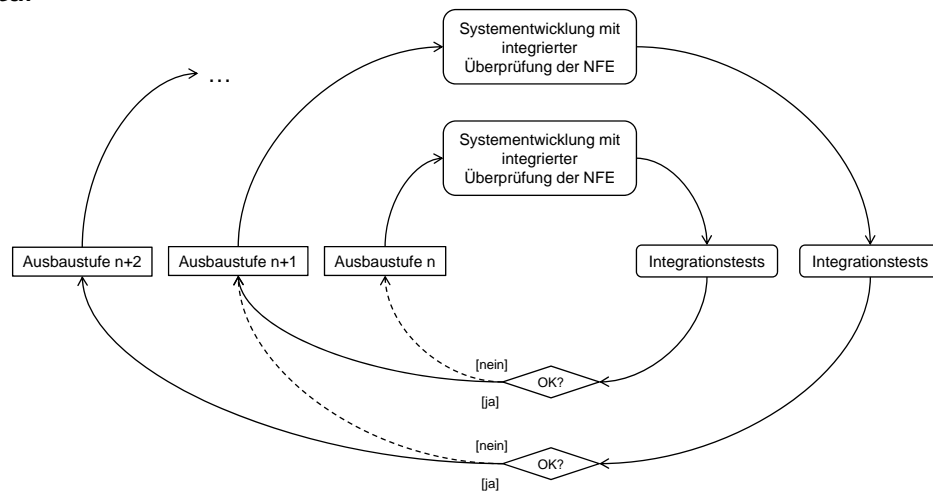 Systementwicklung mit
integrierter
Überprüfung der NFE
...
Systementwicklung mit
integrierter
Überprüfung der NFE
Ausbaustufe n+2
Ausbaustufe n+1
Ausbaustufe n
Integrationstests
Integrationstests
[nein]
OK?
[ja]
[nein]
OK?
[ja]